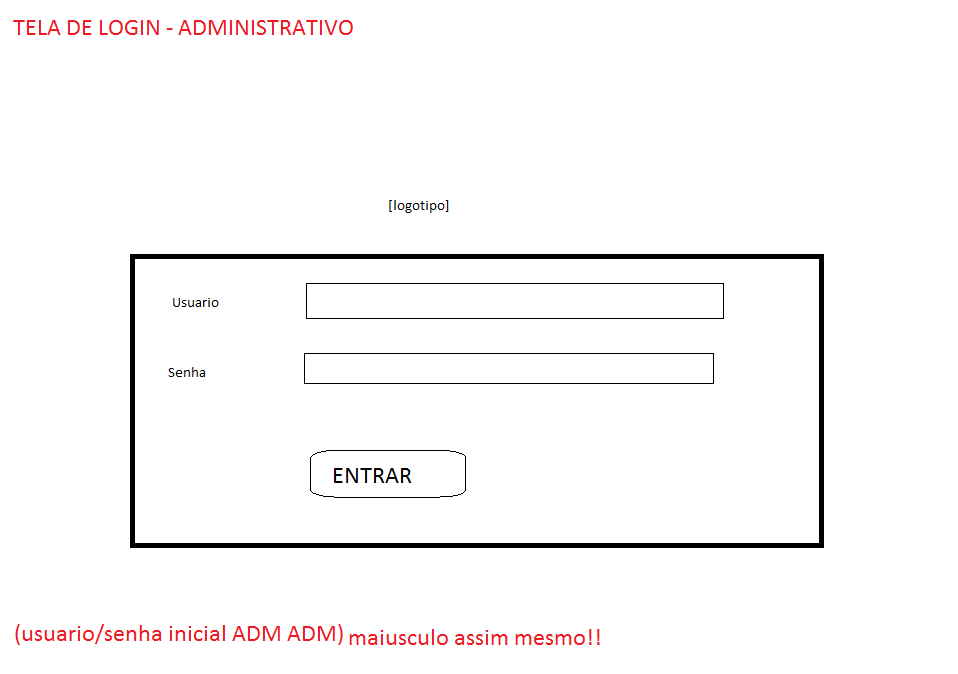 TELA DE LOGIN - ADMINISTRATIVO
[logotipo]
Usuario
Senha
ENTRAR
(usuario/senha inicial ADM ADM) maiusculo assim mesmo!!